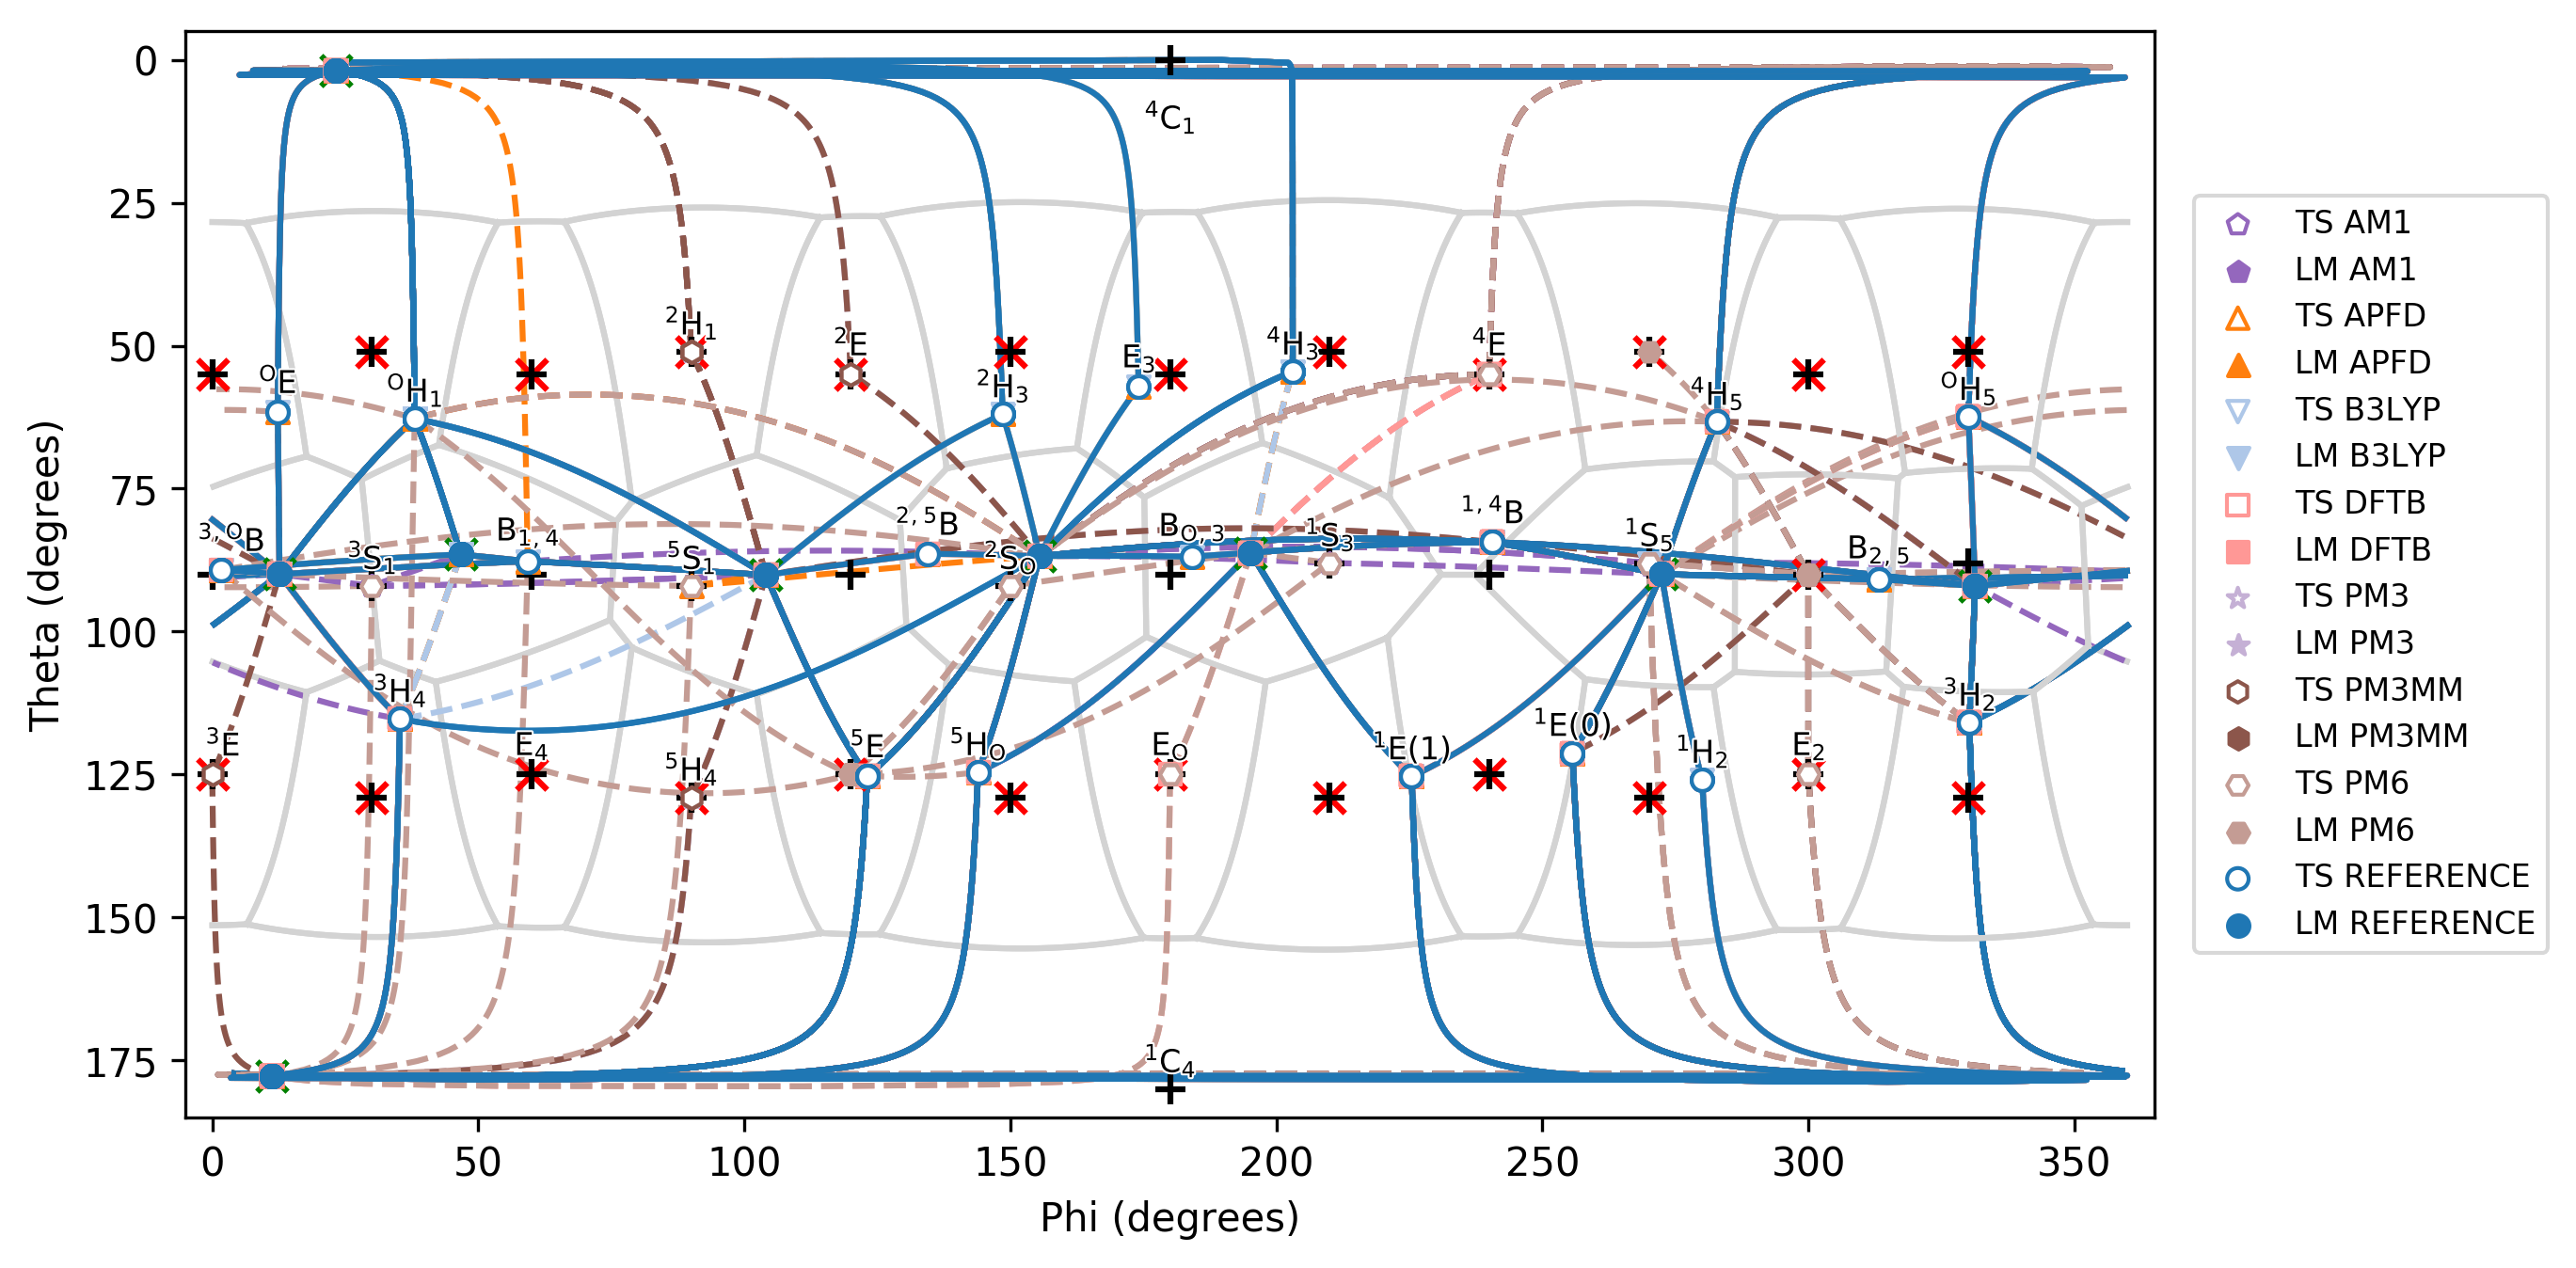 0
25
50
75
100
125
150
175
Theta (degrees)
0
50
100
150
200
250
300
350
Phi (degrees)
⁴C₁
²H₁
²E
E₃
⁴H₃
⁴E
ᴼE
ᴼH₁
²H₃
⁴H₅
ᴼH₅
³,ᴼB
³S₁
B₁,₄
⁵S₁
²,⁵B
²Sₒ
Bₒ,₃
¹S₃
¹,⁴B
¹S₅
B₂,₅
³E
³H₄
E₄
⁵H₄
⁵E
⁵Hₒ
Eₒ
¹E(1)
¹E(0)
¹H₂
E₂
³H₂
¹C₄
TS AM1
LM AM1
TS APFD
LM APFD
TS B3LYP
LM B3LYP
TS DFTB
LM DFTB
TS PM3
LM PM3
TS PM3MM
LM PM3MM
TS PM6
LM PM6
TS REFERENCE
LM REFERENCE